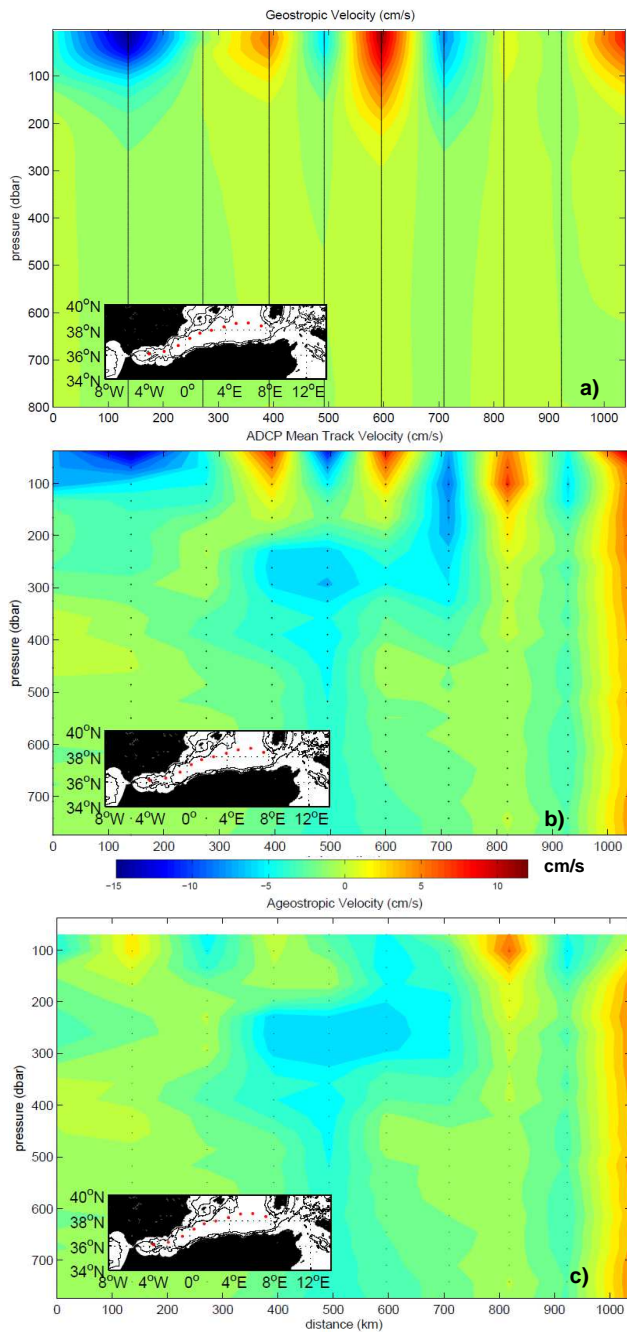 Geostropic Velocity (cm/s)
100
200
300
400
500
600
700
800
pressure (dbar)
40°N
38°N
36°N
34°N
8°W 4°W 0° 4°E 8°E 12°E
a)
0 100 200 300 400 500 600 700 800 900 1000
ADCP Mean Track Velocity (cm/s)
100
200
300
400
500
600
700
pressure (dbar)
40°N
38°N
36°N
34°N
8°W 4°W 0° 4°E 8°E 12°E
b)
0 100 200 300 400 500 600 700 800 900 1000
cm/s
−15 −10 −5 0 5 10
Ageostropic Velocity (cm/s)
100
200
300
400
500
600
700
pressure (dbar)
40°N
38°N
36°N
34°N
8°W 4°W 0° 4°E 8°E 12°E
c)
0 100 200 300 400 500 600 700 800 900 1000
distance (km)